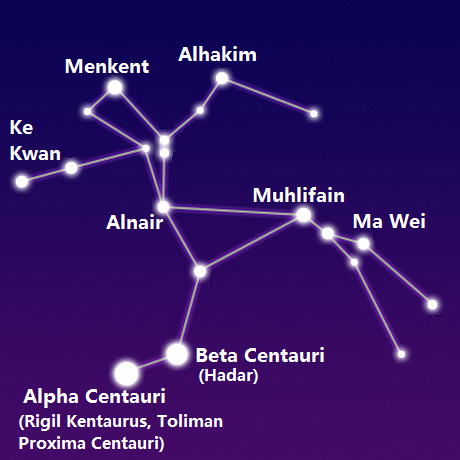 Alhakim
Menkent
Ke
Kwan
Muhlifain
Alnair
Ma Wei
Beta Centauri
(Hadar)
Alpha Centauri
(Rigil Kentaurus, Toliman
Proxima Centauri)